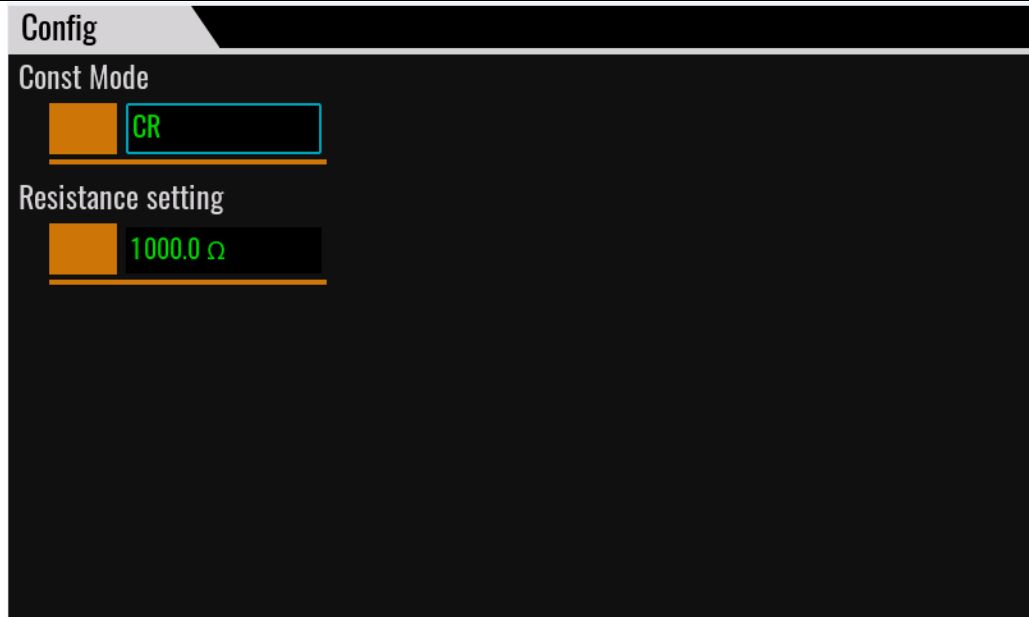 Config
Const Mode
CR
Resistance setting
1000.0 Ω